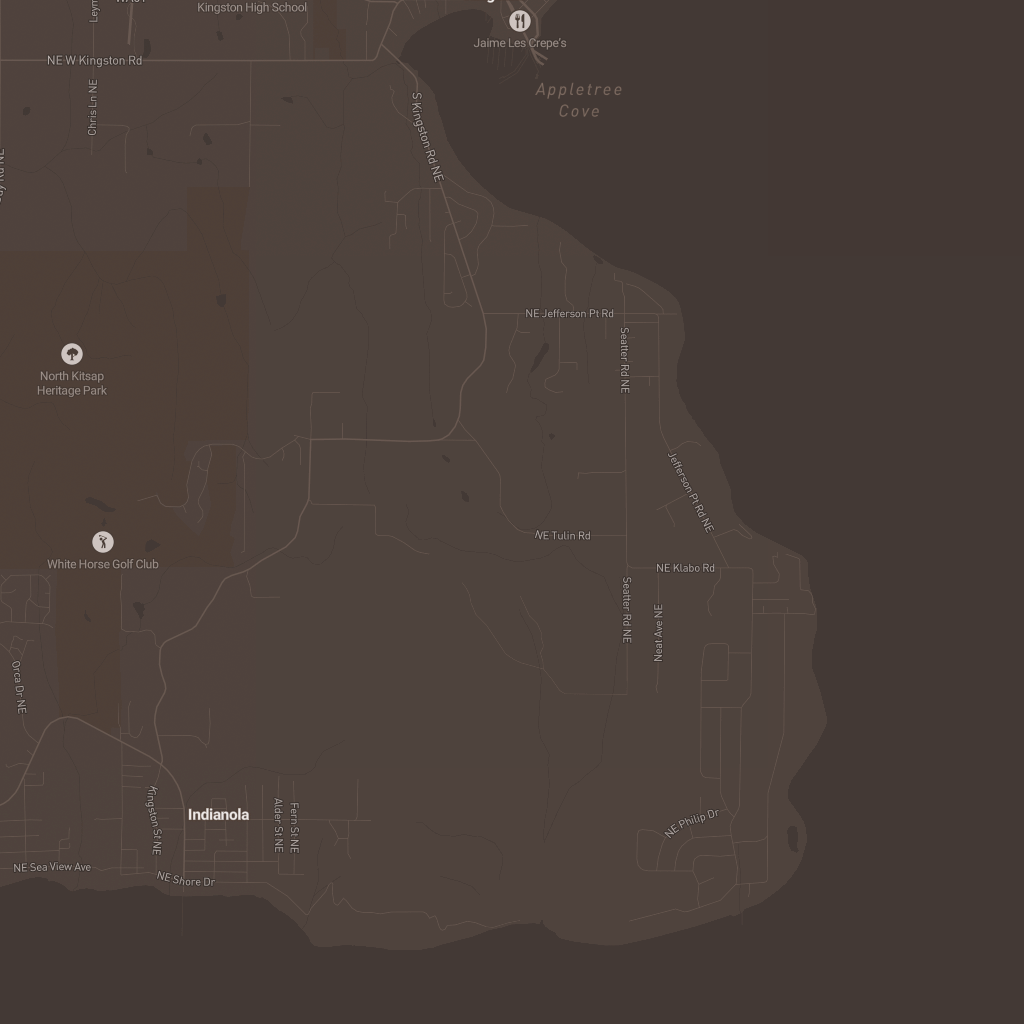 Kingston High School
Jaime Les Crepe's
NE W Kingston Rd
Chris Ln NE
S Kingston Rd NE
Appletree
Cove
NE Jefferson Pt Rd
Seatter Rd NE
North Kitsap
Heritage Park
Jefferson Pt Rd NE
NE Tulin Rd
White Horse Golf Club
NE Klabo Rd
Seatter Rd NE
Neat Ave NE
Orca Dr NE
Kingston St NE
Indianola
Alder St NE
Fern St NE
NE Philip Dr
NE Sea View Ave
NE Shore Dr